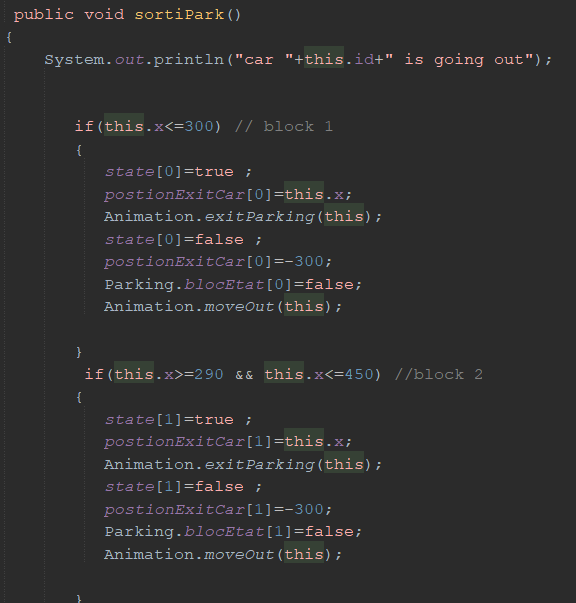 public void sortiPark()
{
System.out.println("car "+this.id+" is going out");
if(this.x<=300) // block 1
{
state[0]=true ;
postionExitCar[0]=this.x;
Animation.exitParking(this);
state[0]=false ;
postionExitCar[0]=-300;
Parking.blocEtat[0]=false;
Animation.moveOut(this);
}
if(this.x>=290 && this.x<=450) //block 2
{
state[1]=true ;
postionExitCar[1]=this.x;
Animation.exitParking(this);
state[1]=false ;
postionExitCar[1]=-300;
Parking.blocEtat[1]=false;
Animation.moveOut(this);
}